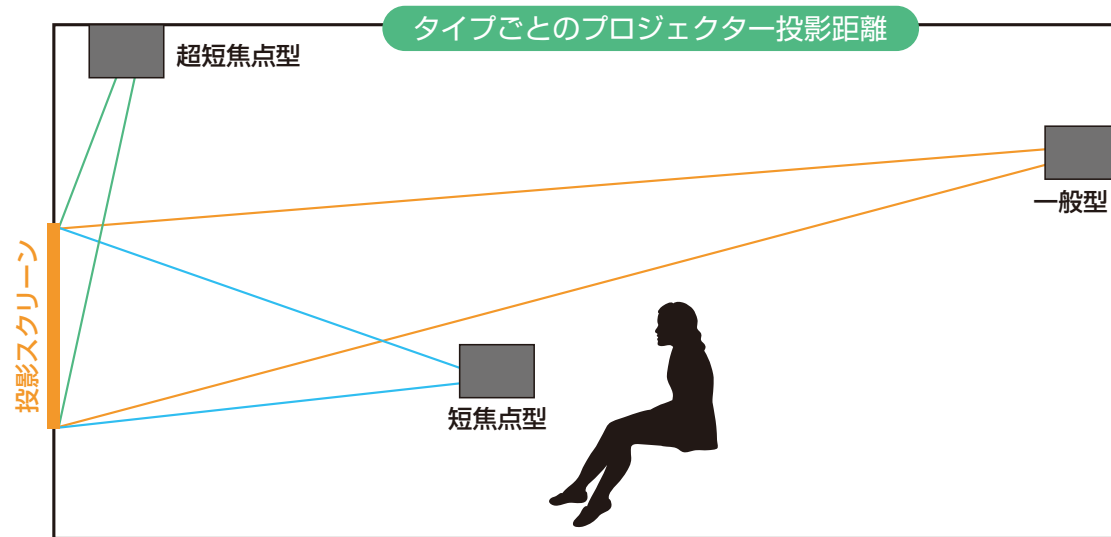 タイプごとのプロジェクター投影距離
超短焦点型
一般型
投影スクリーン
短焦点型